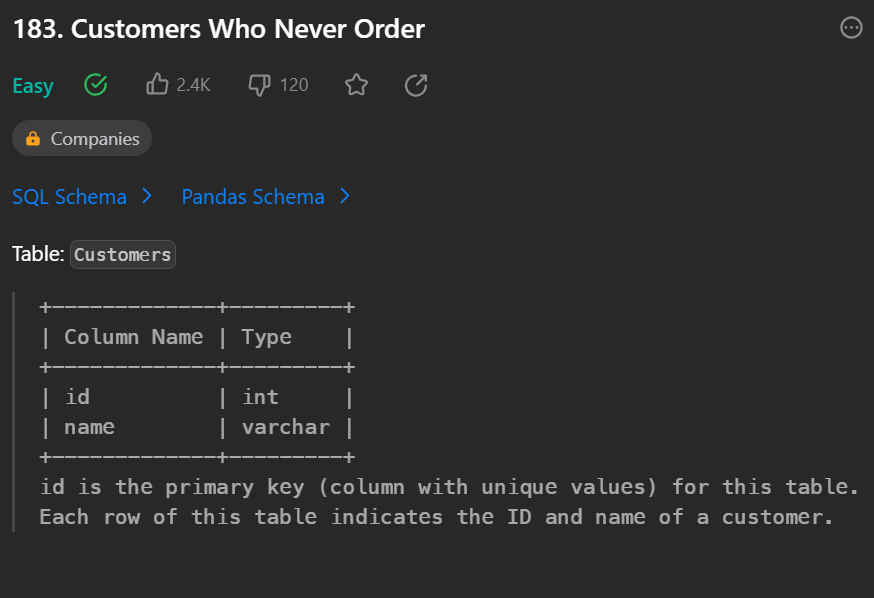 183. Customers Who Never Order
Easy 2.4K 120
Companies
SQL Schema Pandas Schema
Table: Customers
+-------------+---------+
| Column Name | Type    |
+-------------+---------+
| id          | int     |
| name        | varchar |
+-------------+---------+
id is the primary key (column with unique values) for this table.
Each row of this table indicates the ID and name of a customer.